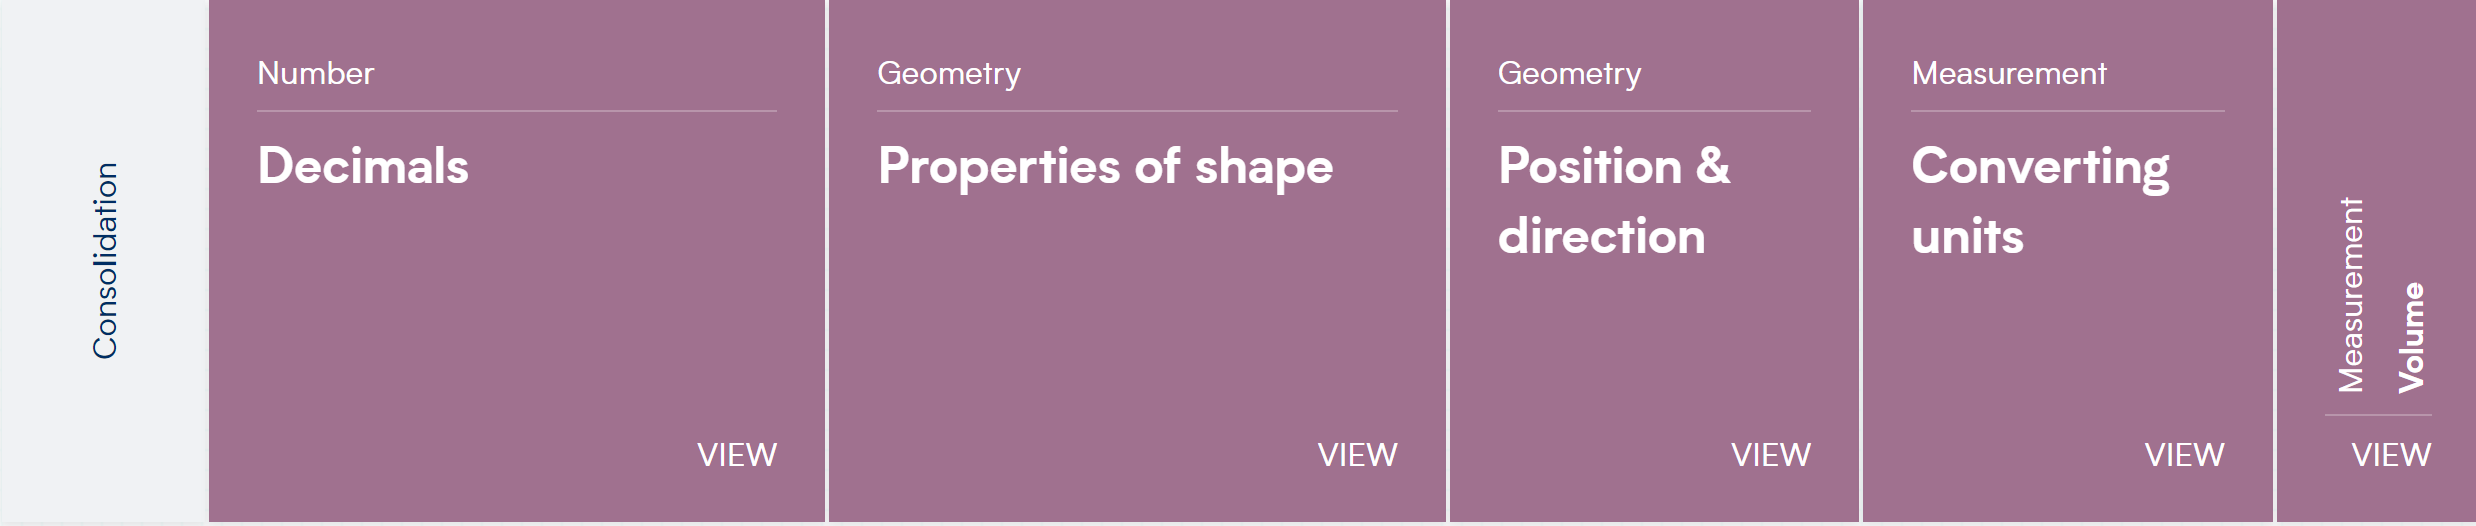 Consolidation
Number
Decimals
VIEW
Geometry
Properties of shape
VIEW
Geometry
Position &
direction
VIEW
Measurement
Converting
units
VIEW
Measurement
Volume
VIEW